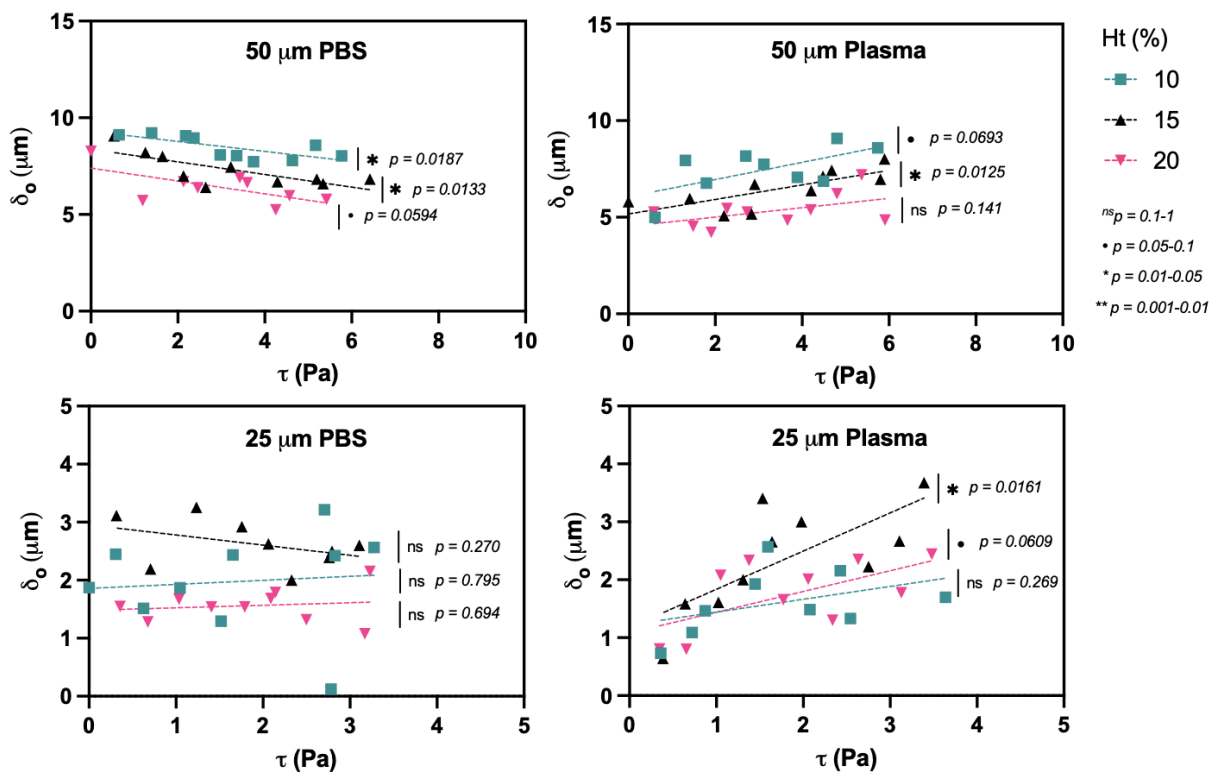 50 μm PBS
15
10
5
0
δo (μm)
* p = 0.0187
* p = 0.0133
• p = 0.0594
0 2 4 6 8 10
τ (Pa)
50 μm Plasma
15
10
5
0
δo (μm)
• p = 0.0693
* p = 0.0125
ns p = 0.141
0 2 4 6 8 10
τ (Pa)
Ht (%)
10
15
20
ns p = 0.1-1
• p = 0.05-0.1
* p = 0.01-0.05
** p = 0.001-0.01
25 μm PBS
5
4
3
2
1
0
δo (μm)
ns p = 0.270
ns p = 0.795
ns p = 0.694
0 1 2 3 4 5
τ (Pa)
25 μm Plasma
5
4
3
2
1
0
δo (μm)
* p = 0.0161
• p = 0.0609
ns p = 0.269
0 1 2 3 4 5
τ (Pa)